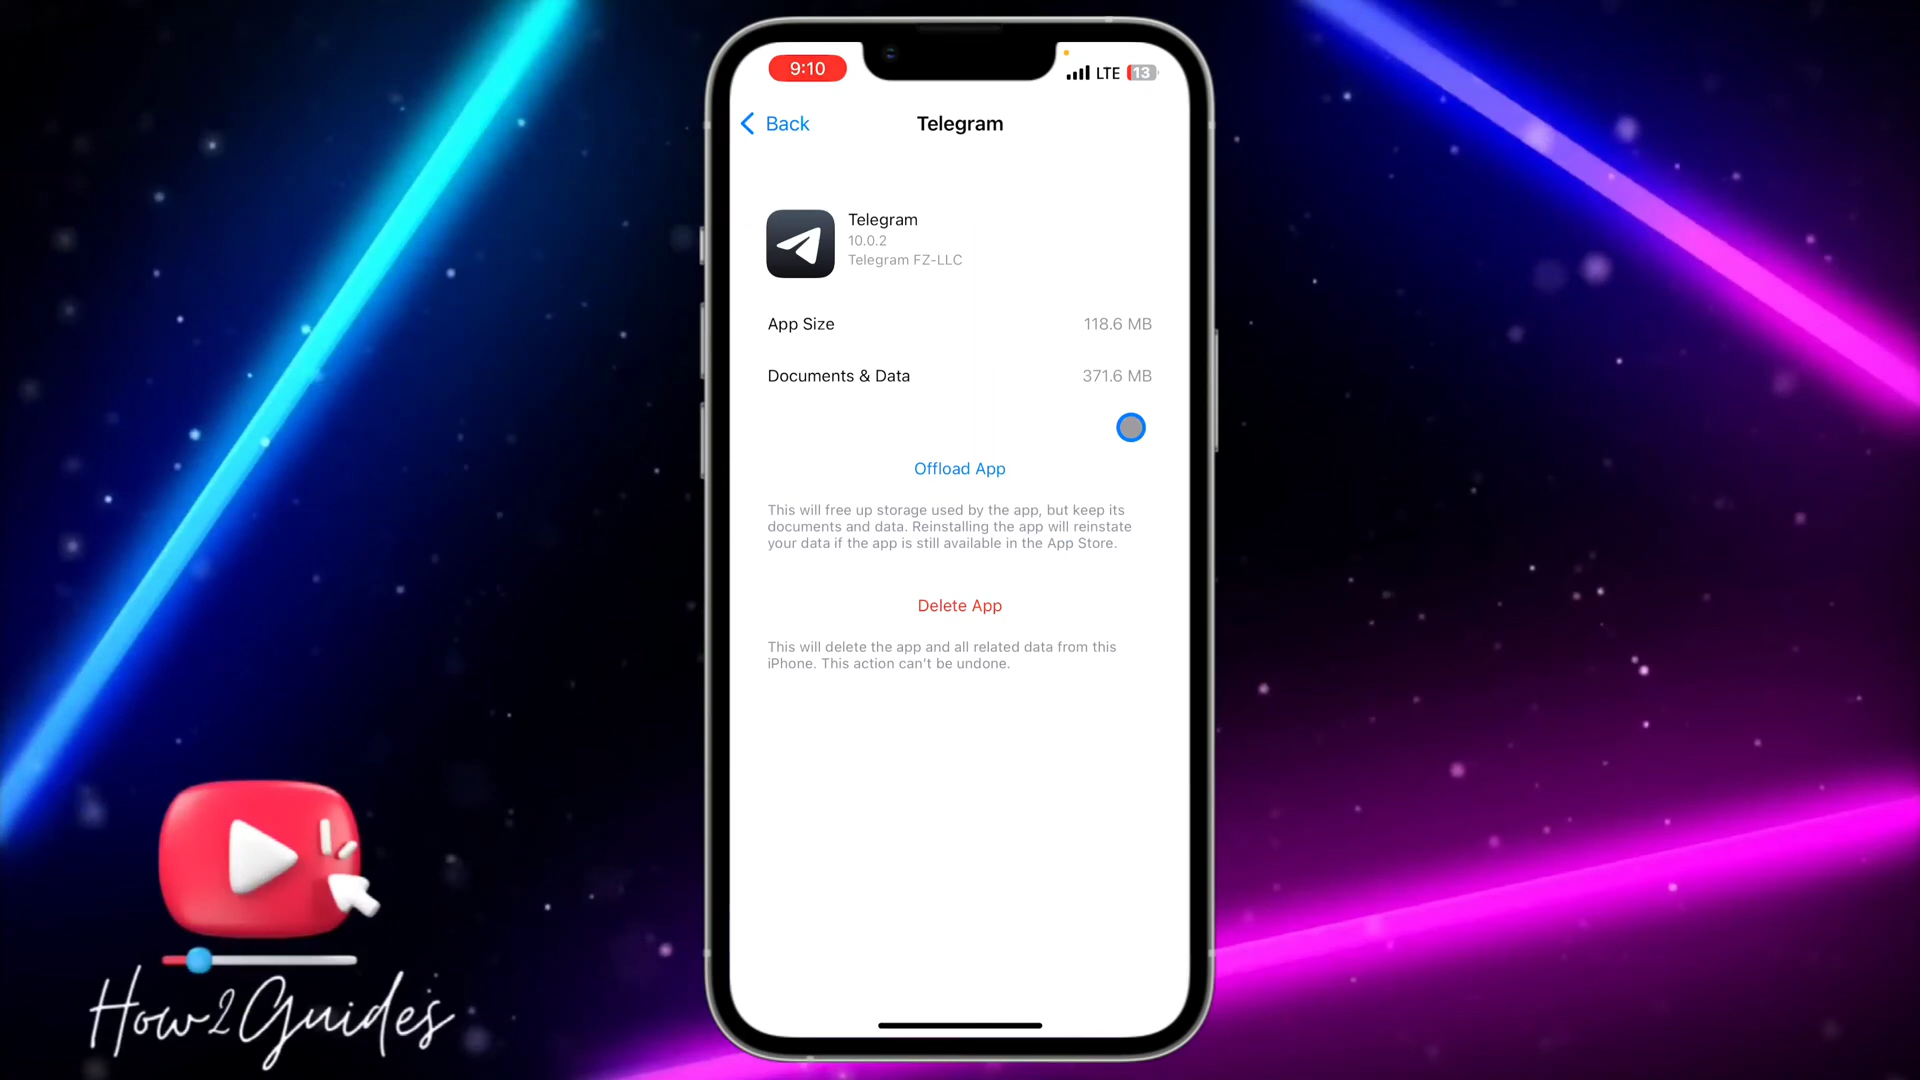 9:10
LTE 13
Back
Telegram
Telegram
10.0.2
Telegram FZ-LLC
App Size 118.6 MB
Documents & Data 371.6 MB
Offload App
This will free up storage used by the app, but keep its
documents and data. Reinstalling the app will reinstate
your data if the app is still available in the App Store.
Delete App
This will delete the app and all related data from this
iPhone. This action can't be undone.
How2Guides